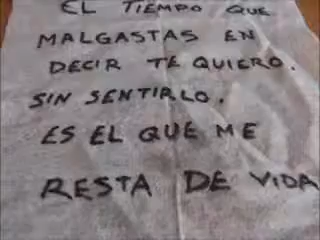 EL TIEMPO QUE
MALGASTAS EN
DECIR TE QUIERO.
SIN SENTIRLO.
ES EL QUE ME
RESTA DE VIDA